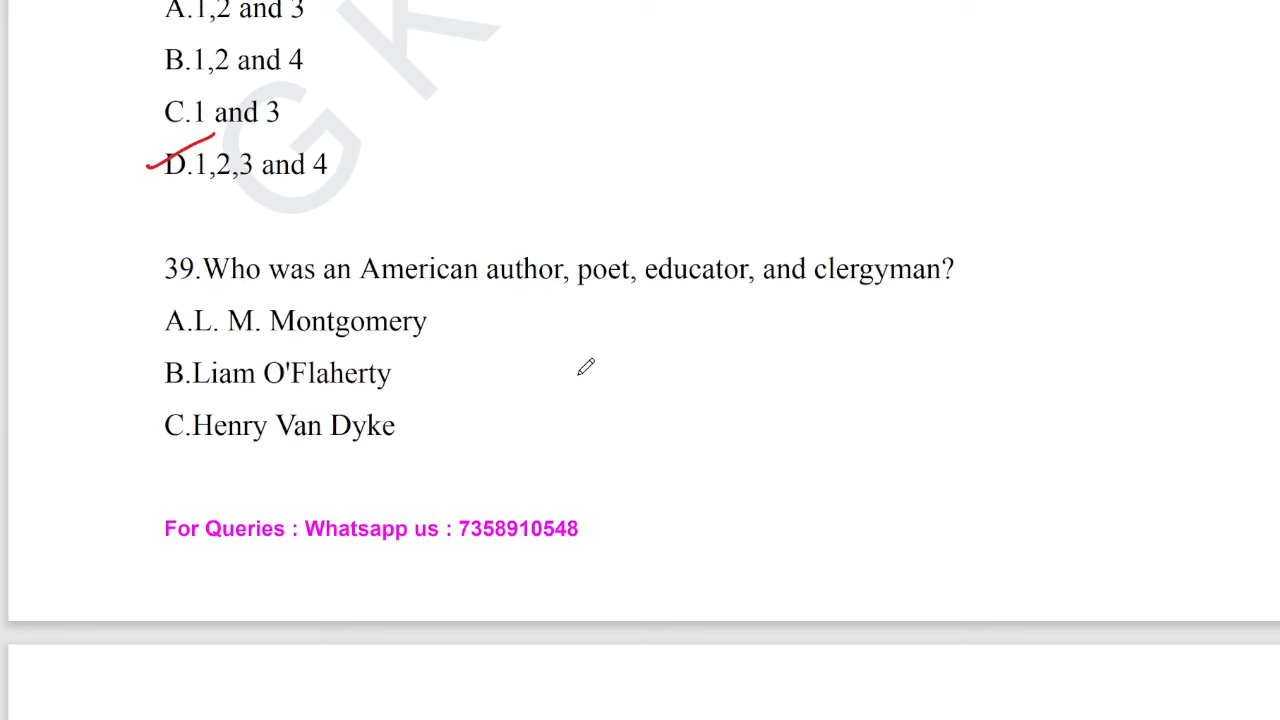 A.1,2 and 3
B.1,2 and 4
C.1 and 3
D.1,2,3 and 4
39.Who was an American author, poet, educator, and clergyman?
A.L. M. Montgomery
B.Liam O'Flaherty
C.Henry Van Dyke
For Queries : Whatsapp us : 7358910548
G K